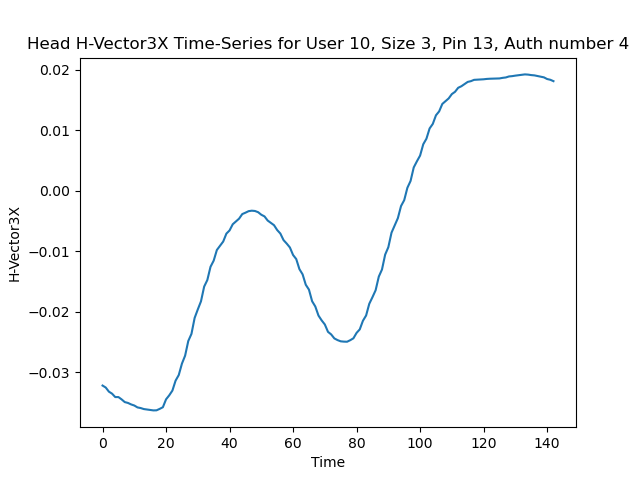 Head H-Vector3X Time-Series for User 10, Size 3, Pin 13, Auth number 4
0.02
0.01
0.00
−0.01
−0.02
−0.03
H-Vector3X
0 20 40 60 80 100 120 140
Time